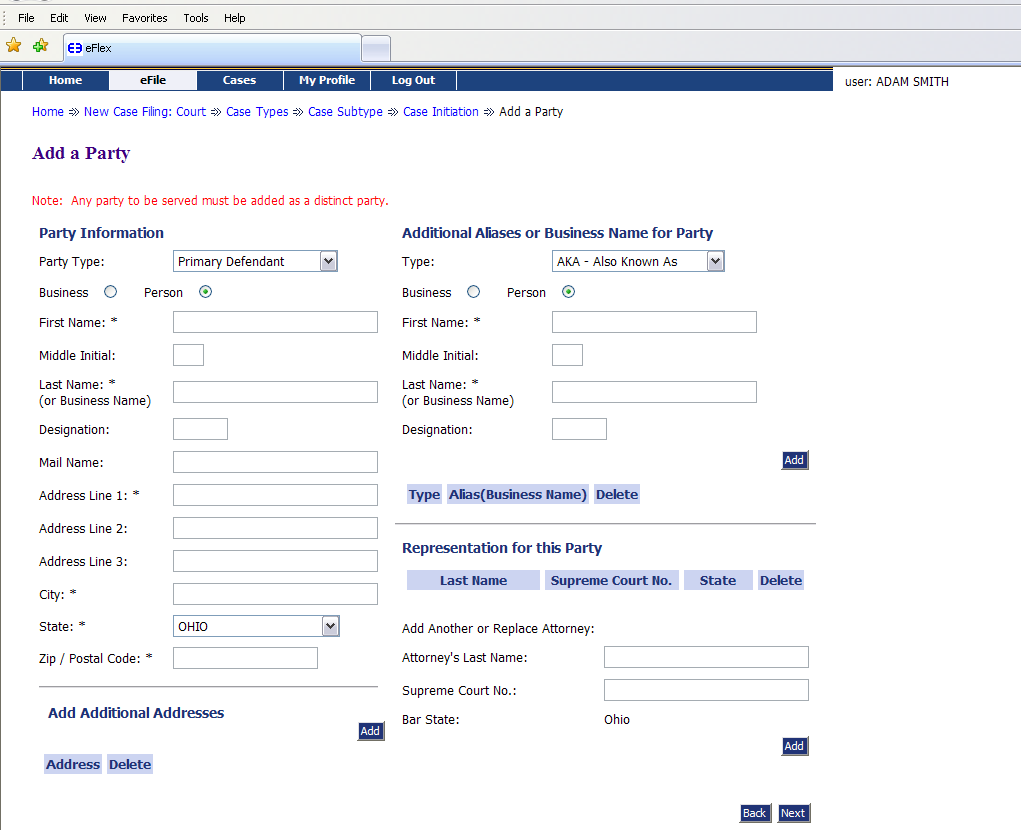 File Edit View Favorites Tools Help
eFlex
Home eFile Cases My Profile Log Out
user: ADAM SMITH
Home => New Case Filing: Court => Case Types => Case Subtype => Case Initiation => Add a Party
Add a Party
Note: Any party to be served must be added as a distinct party.
Party Information
Party Type: Primary Defendant
Business Person
First Name: *
Middle Initial:
Last Name: *
(or Business Name)
Designation:
Mail Name:
Address Line 1: *
Address Line 2:
Address Line 3:
City: *
State: * OHIO
Zip / Postal Code: *
Add Additional Addresses
Add
Address Delete
Additional Aliases or Business Name for Party
Type: AKA - Also Known As
Business Person
First Name: *
Middle Initial:
Last Name: *
(or Business Name)
Designation:
Add
Type Alias(Business Name) Delete
Representation for this Party
Last Name Supreme Court No. State Delete
Add Another or Replace Attorney:
Attorney's Last Name:
Supreme Court No.:
Bar State: Ohio
Add
Back Next